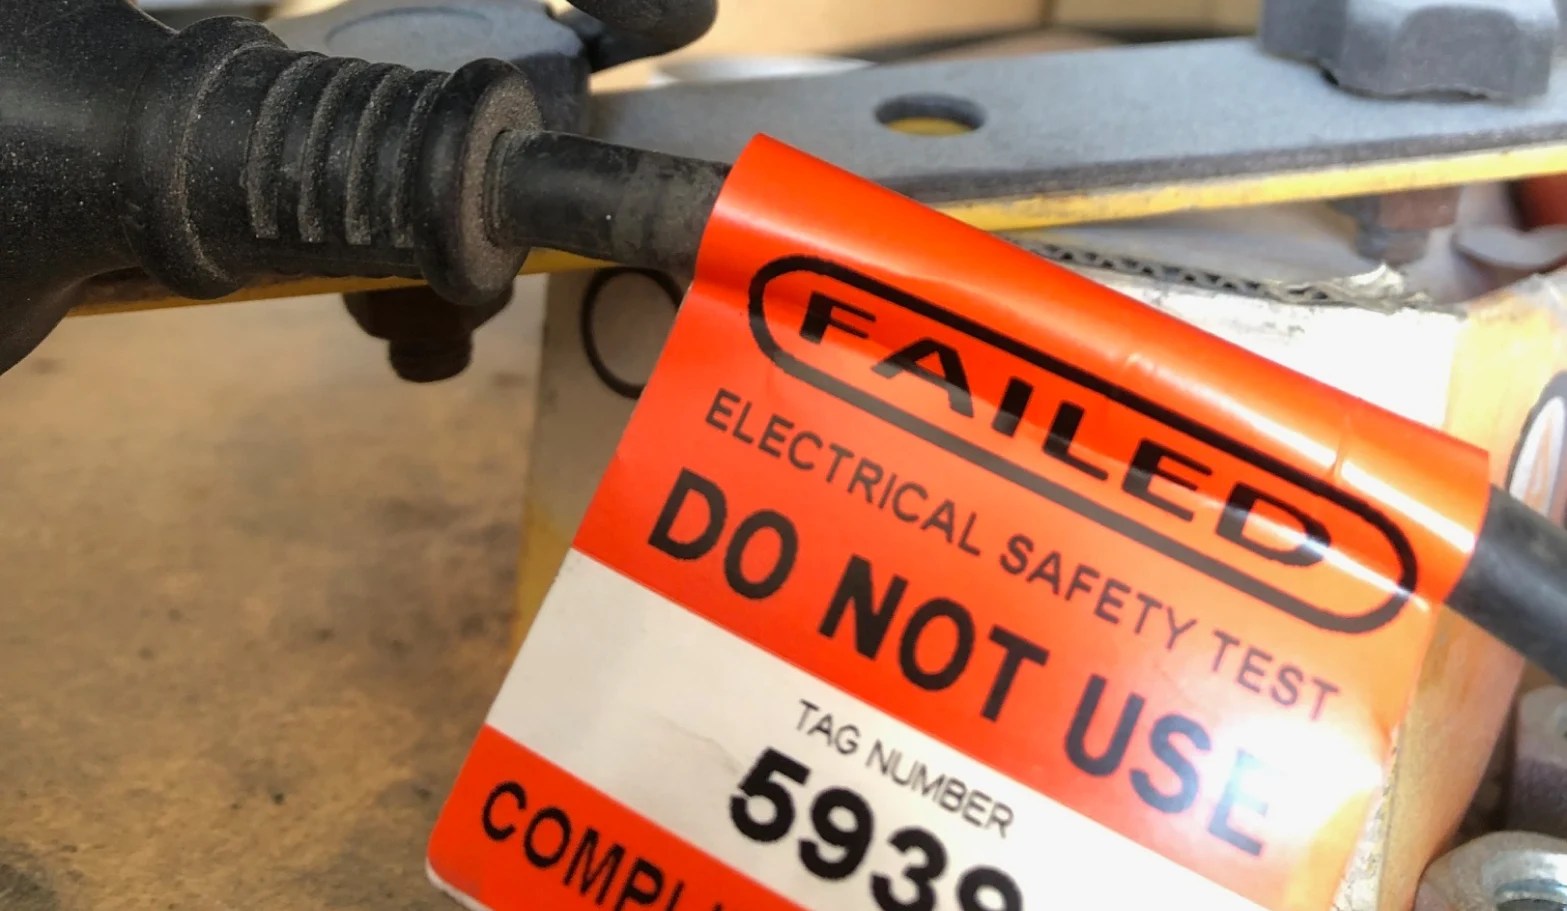 FAILED
ELECTRICAL SAFETY TEST
DO NOT USE
TAG NUMBER